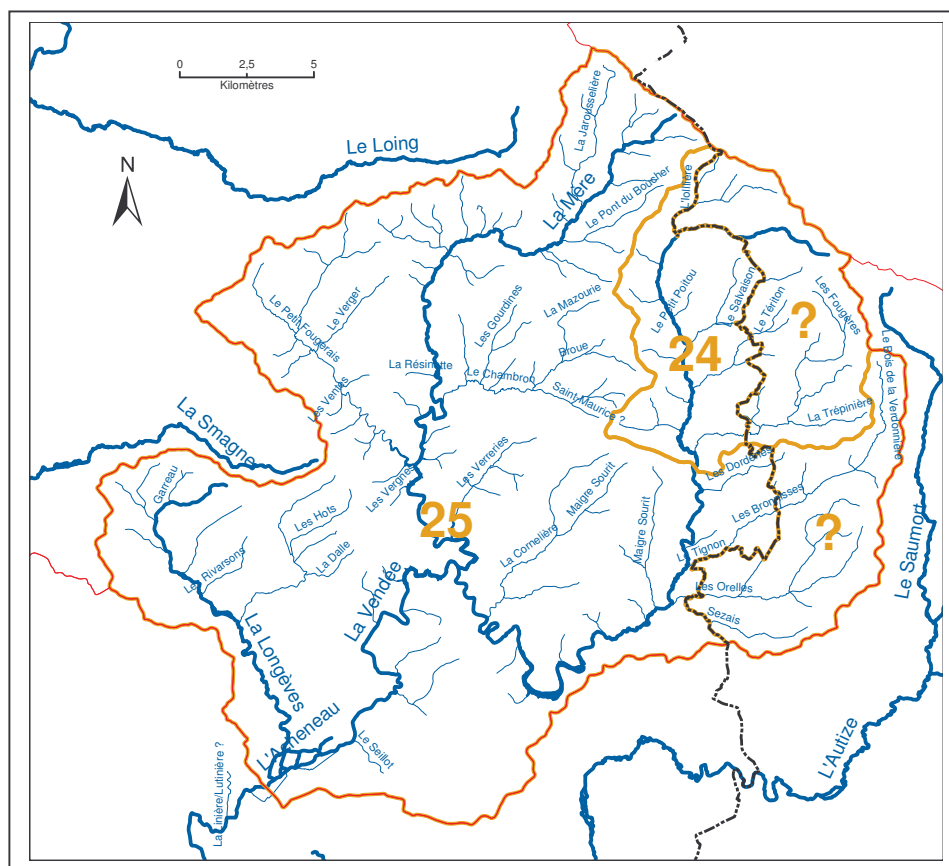 0 2,5 5
Kilomètres
N
Le Loing
La Jarousselière
La Mère
Le Pont du Boucher
L'Iollière
Le Petit Fougerais
Le Verger
Les Gourdines
La Mazourie
Broue
Le Petit Poitou
Le Salvaison
Le Tériton
Les Fougères
?
24
La Résinette
Le Chambron
Saint-Maurice
Les Ventes
La Trépinière
Le Bois de la Verdonnière
La Smagne
Garreau
Les Vergnes
Les Verreries
Les Hots
La Dalle
25
Maigre Sourit
La Cornelière
Maigre Sourit
Les Dordenes
Les Bronesses
?
Le Tignon
Les Orelles
Sezais
Le Saumort
Les Rivarsons
La Vendée
La Longèves
L'Acheneau
Le Seillot
La Linière/Lutinière ?
L'Autize